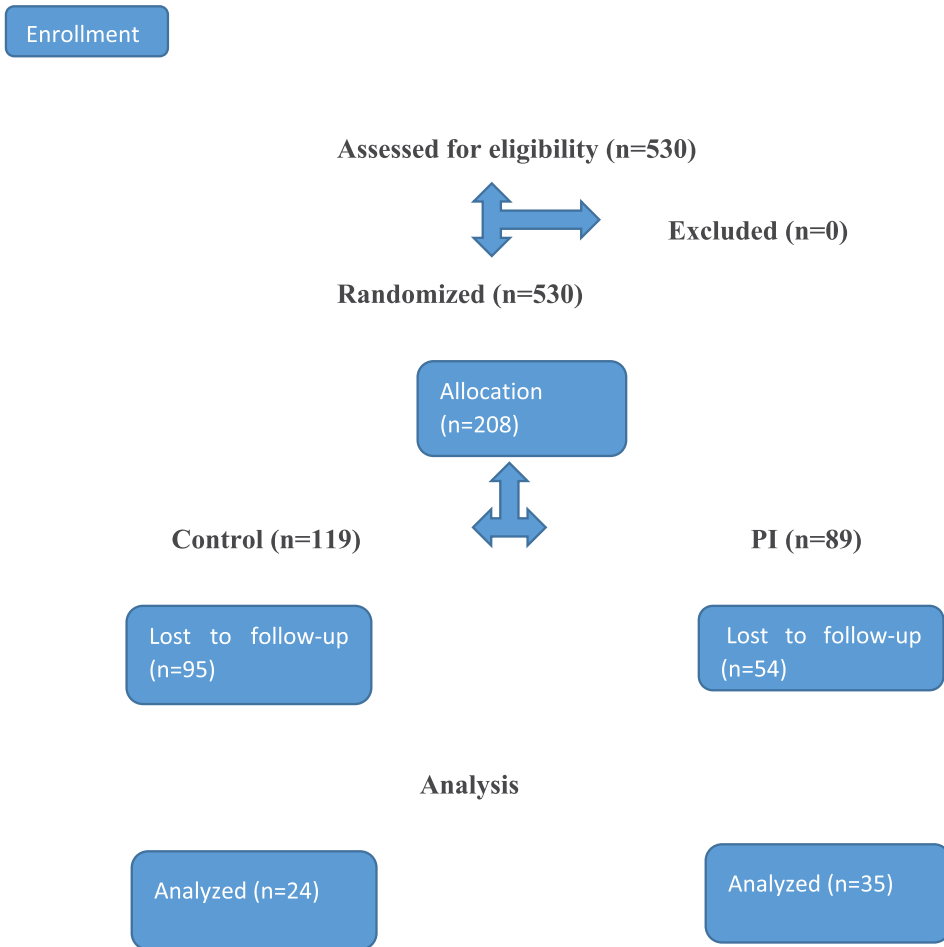 Enrollment
Assessed for eligibility (n=530)
Excluded (n=0)
Randomized (n=530)
Allocation
(n=208)
Control (n=119)
PI (n=89)
Lost to follow-up
(n=95)
Lost to follow-up
(n=54)
Analysis
Analyzed (n=24)
Analyzed (n=35)